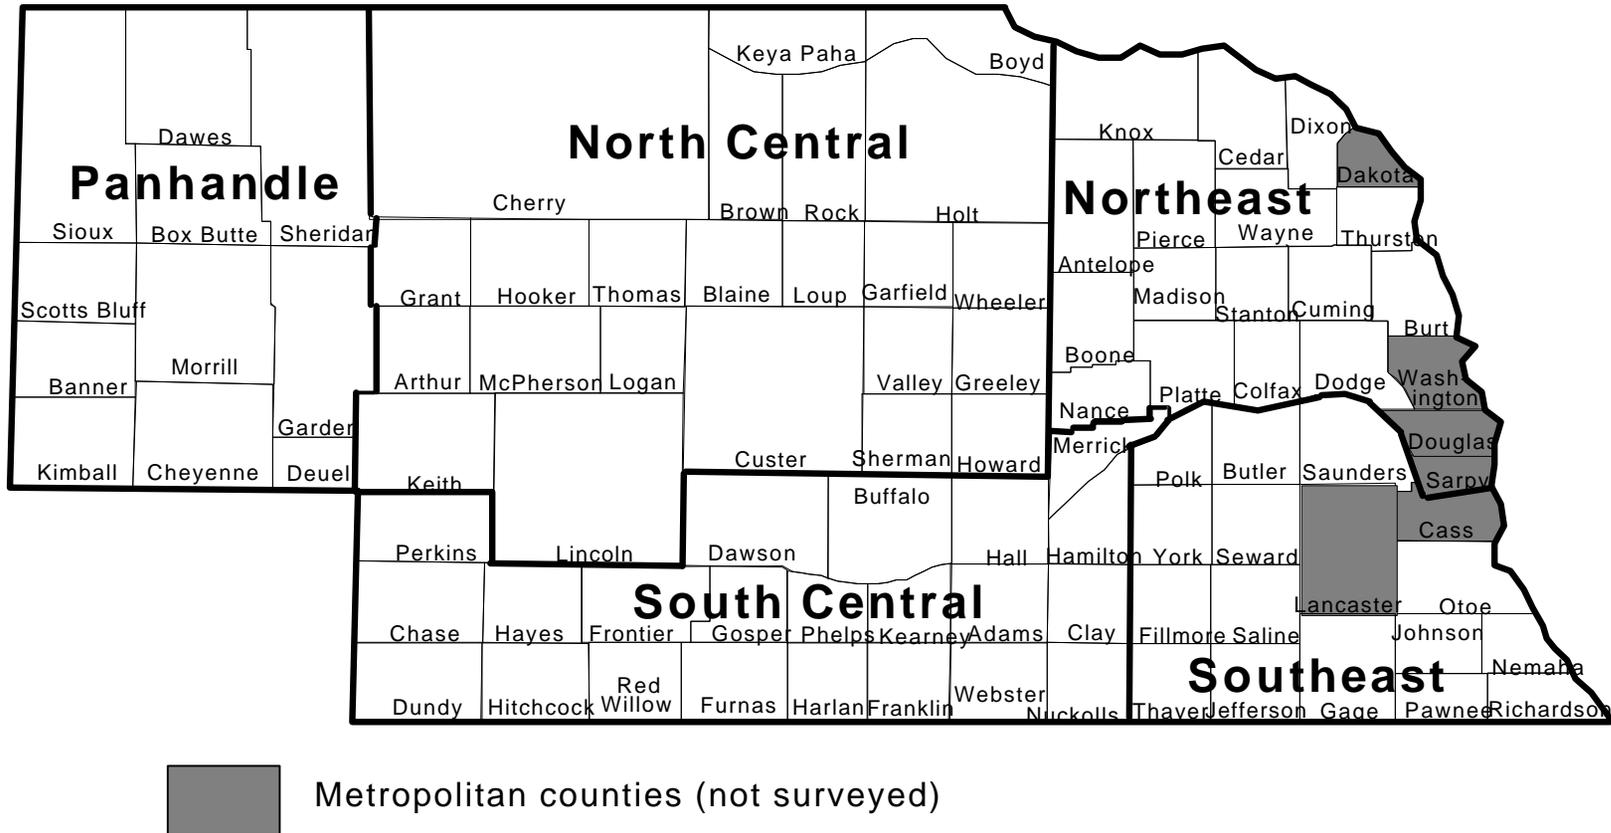 Keya Paha
Boyd
Knox
Dixon
Dawes
North Central
Cedar
Dakota
Panhandle
Northeast
Cherry
Brown
Rock
Holt
Sioux
Box Butte
Sheridan
Pierce
Wayne
Thurston
Antelope
Scotts Bluff
Grant
Hooker
Thomas
Blaine
Loup
Garfield
Wheeler
Madison
Stanton
Cuming
Burt
Morrill
Banner
Arthur
McPherson
Logan
Valley
Greeley
Boone
Platte
Colfax
Dodge
Wash-
ington
Nance
Garden
Merrick
Douglas
Kimball
Cheyenne
Deuel
Keith
Custer
Sherman
Howard
Polk
Butler
Saunders
Sarpy
Buffalo
Cass
Perkins
Lincoln
Dawson
Hall
Hamilton
York
Seward
South Central
Lancaster
Otoe
Chase
Hayes
Frontier
Gosper
Phelps
Kearney
Adams
Clay
Fillmore
Saline
Johnson
Southeast
Nemaha
Dundy
Hitchcock
Red
Willow
Furnas
Harlan
Franklin
Webster
Nuckolls
Thayer
Jefferson
Gage
Pawnee
Richardson
Metropolitan counties (not surveyed)